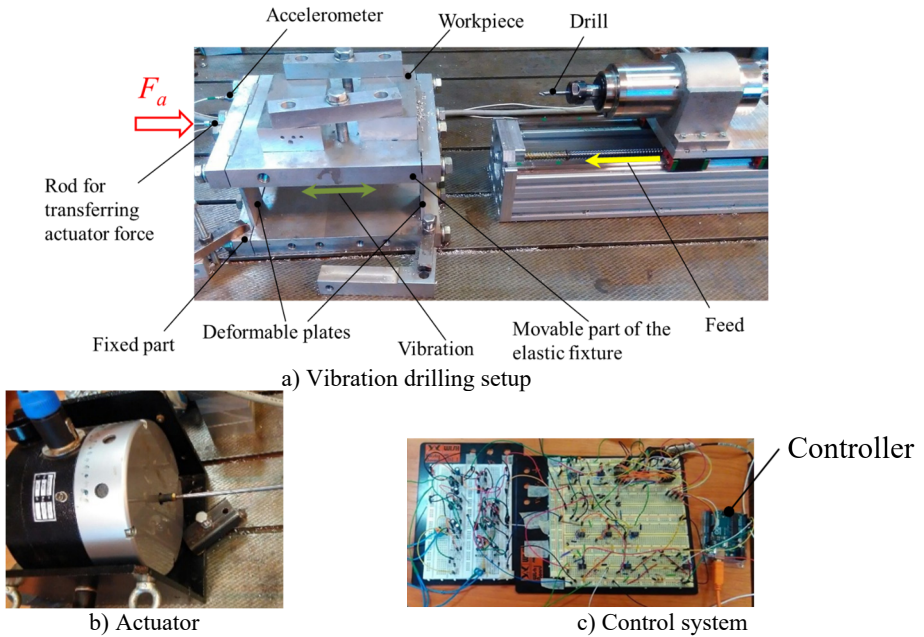 Accelerometer
Workpiece
Drill
Fₐ
Rod for
transferring
actuator force
Fixed part
Deformable plates
Vibration
Movable part of the
elastic fixture
Feed
a) Vibration drilling setup
Controller
b) Actuator
c) Control system